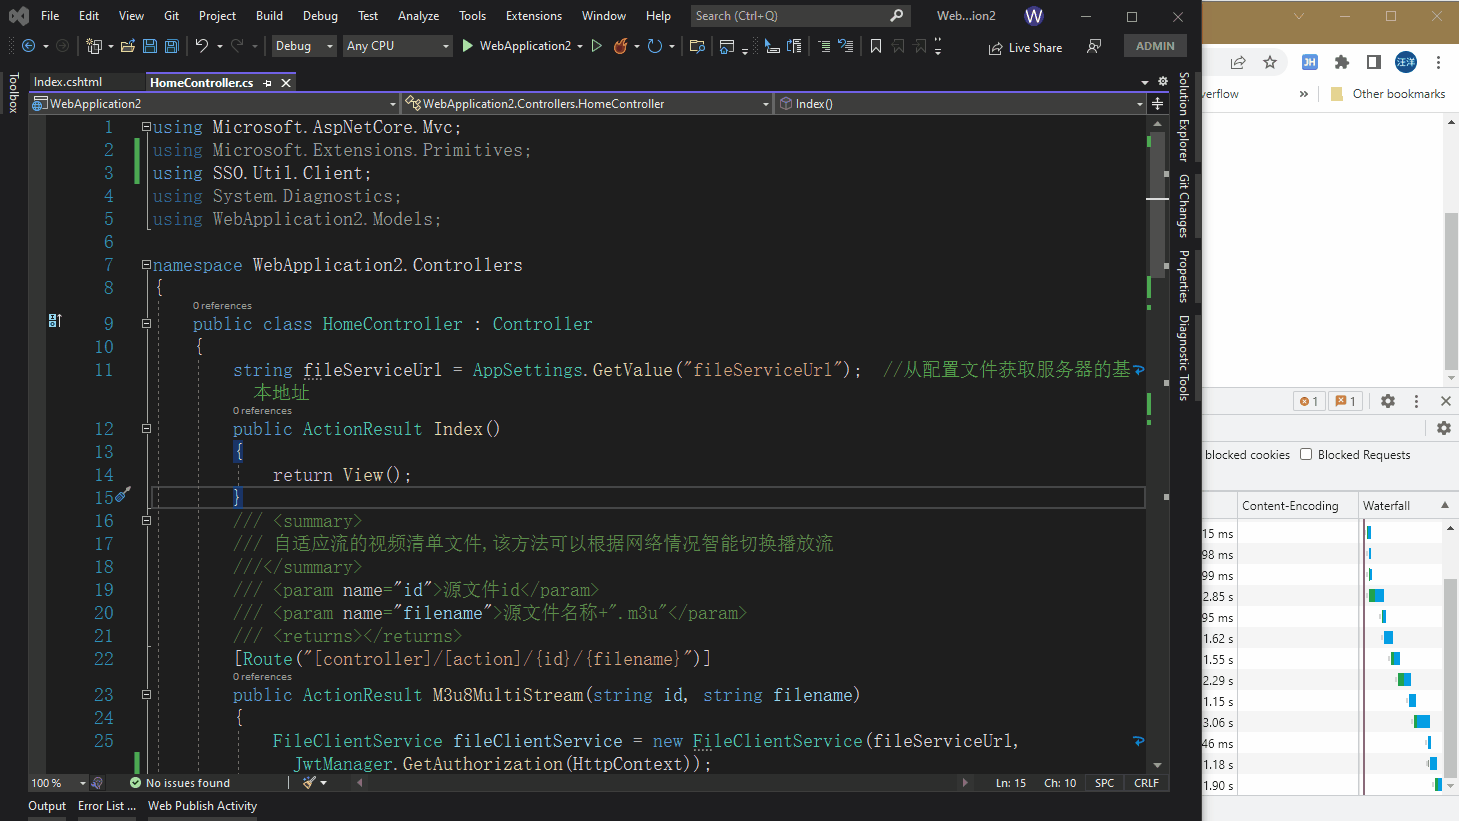 File Edit View Git Project Build Debug Test Analyze Tools Extensions Window Help Search (Ctrl+Q) Web...ion2 W
Debug Any CPU WebApplication2 Live Share ADMIN
Toolbox
Index.cshtml HomeController.cs
WebApplication2 WebApplication2.Controllers.HomeController Index()
1 using Microsoft.AspNetCore.Mvc;
2 using Microsoft.Extensions.Primitives;
3 using SSO.Util.Client;
4 using System.Diagnostics;
5 using WebApplication2.Models;
6
7 namespace WebApplication2.Controllers
8 {
0 references
9 public class HomeController : Controller
10 {
11 string fileServiceUrl = AppSettings.GetValue("fileServiceUrl"); //从配置文件获取服务器的基
本地址
0 references
12 public ActionResult Index()
13 {
14 return View();
15 }
16 /// <summary>
17 /// 自适应流的视频清单文件,该方法可以根据网络情况智能切换播放流
18 ///</summary>
19 /// <param name="id">源文件id</param>
20 /// <param name="filename">源文件名称+".m3u"</param>
21 /// <returns></returns>
22 [Route("[controller]/[action]/{id}/{filename}")]
0 references
23 public ActionResult M3u8MultiStream(string id, string filename)
24 {
25 FileClientService fileClientService = new FileClientService(fileServiceUrl,
JwtManager.GetAuthorization(HttpContext));
100 % No issues found Ln: 15 Ch: 10 SPC CRLF
Output Error List ... Web Publish Activity
Solution Explorer
Git Changes
Properties
Diagnostic Tools
JH 汪洋
verflow » Other bookmarks
1 1
blocked cookies Blocked Requests
Content-Encoding Waterfall
15 ms
98 ms
99 ms
2.85 s
95 ms
1.62 s
1.55 s
2.29 s
1.15 s
3.06 s
46 ms
1.18 s
1.90 s